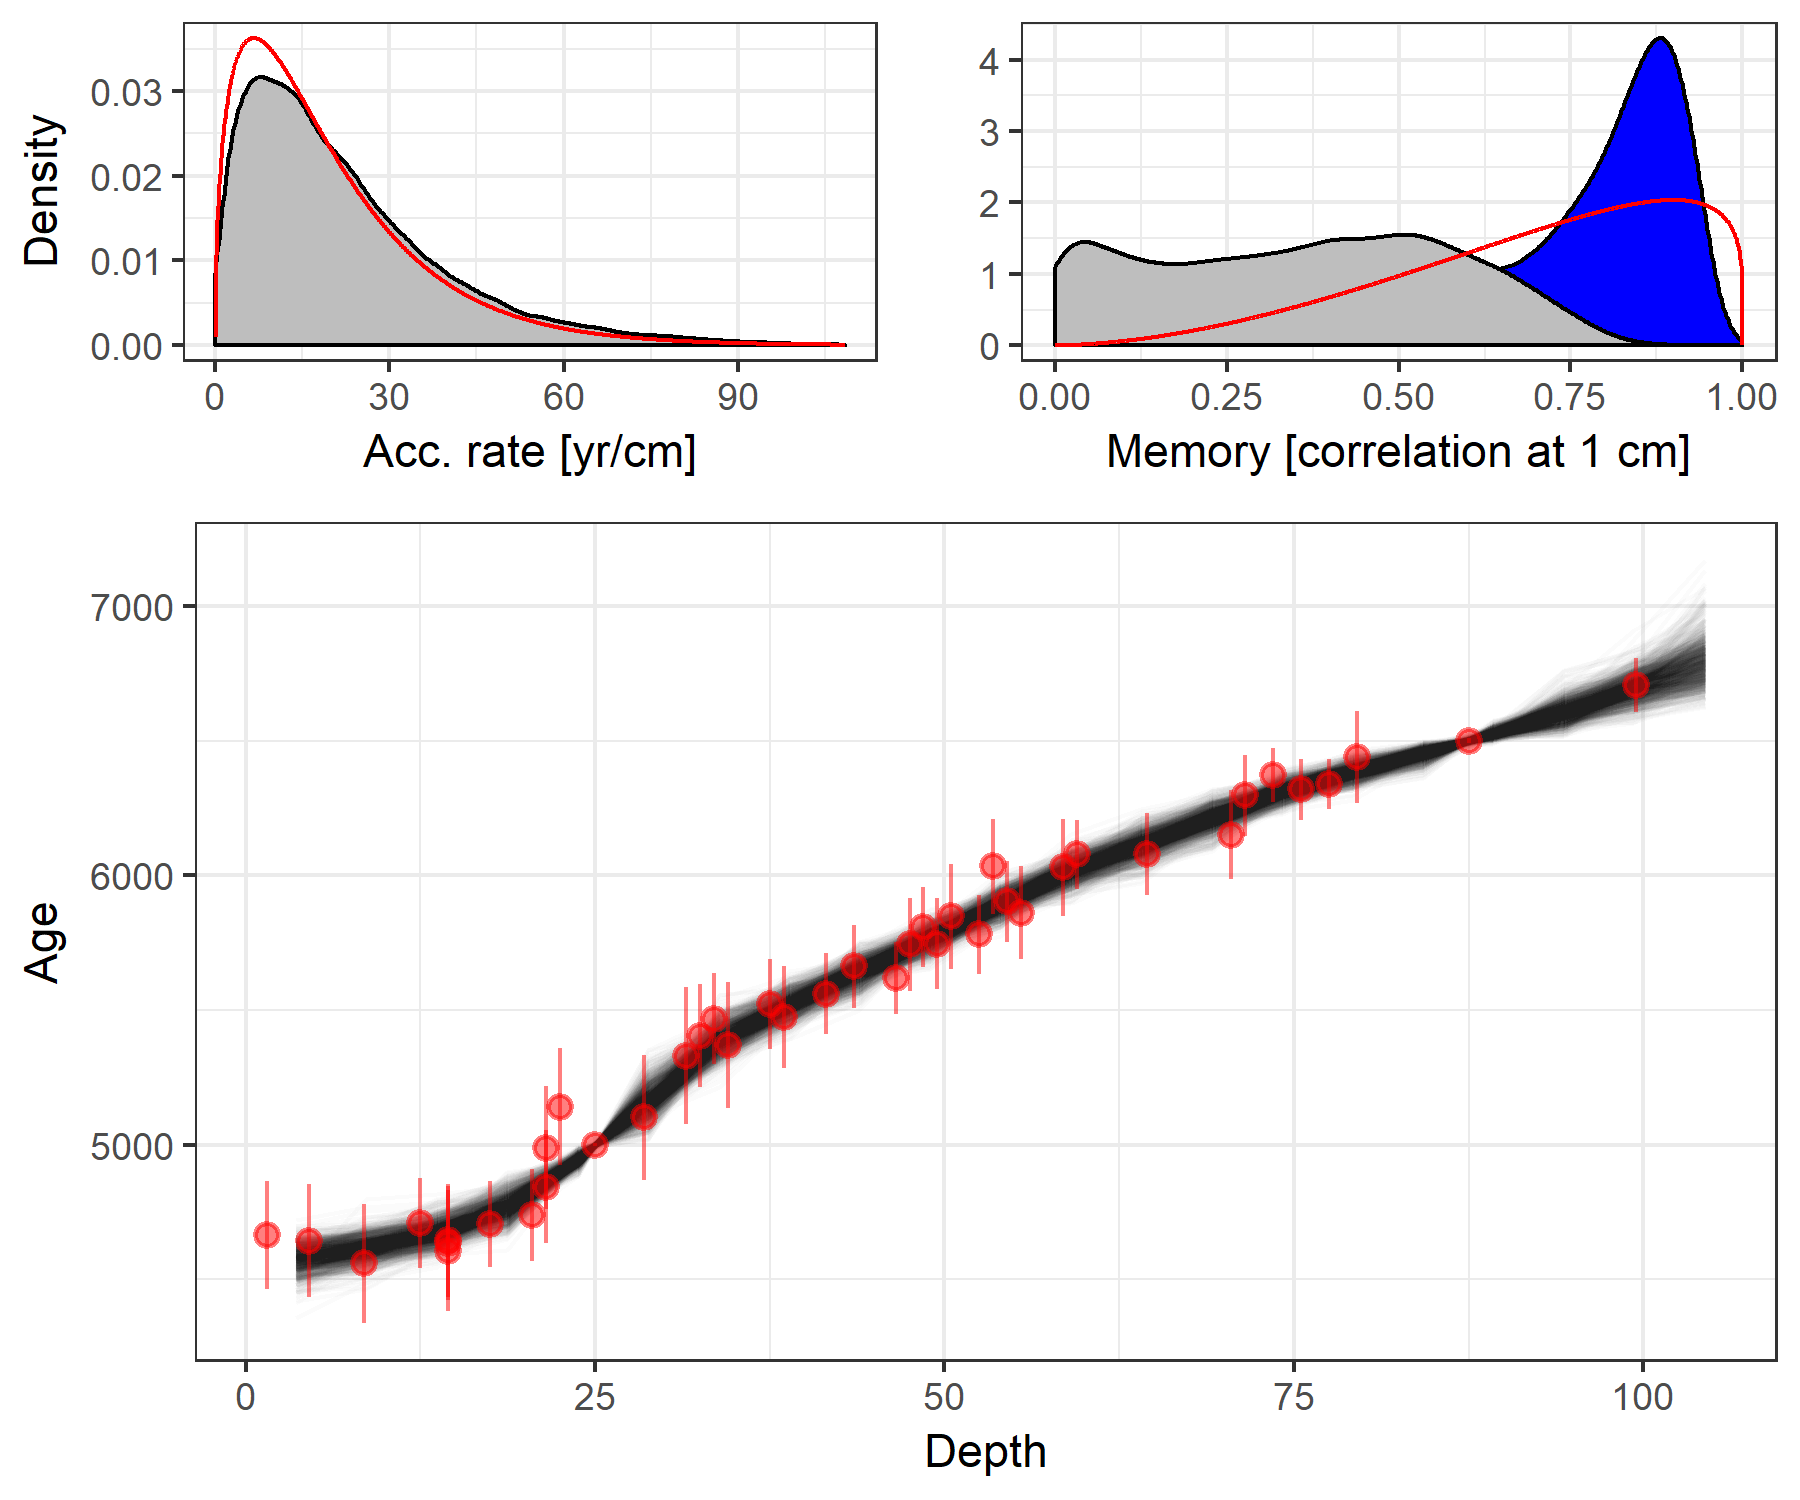 Density
0.03
0.02
0.01
0.00
0 30 60 90
Acc. rate [yr/cm]
4
3
2
1
0
0.00 0.25 0.50 0.75 1.00
Memory [correlation at 1 cm]
Age
7000
6000
5000
0 25 50 75 100
Depth